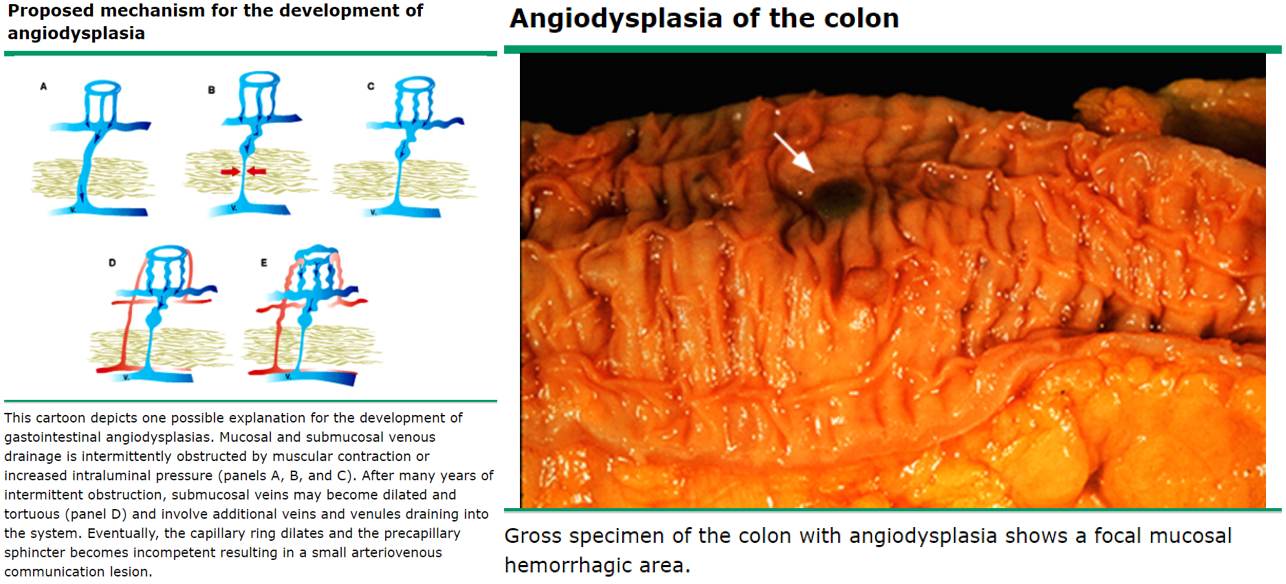 Proposed mechanism for the development of
angiodysplasia
A
B
C
V.
V.
V.
D
E
V.
V.
This cartoon depicts one possible explanation for the development of
gastointestinal angiodysplasias. Mucosal and submucosal venous
drainage is intermittently obstructed by muscular contraction or
increased intraluminal pressure (panels A, B, and C). After many years of
intermittent obstruction, submucosal veins may become dilated and
tortuous (panel D) and involve additional veins and venules draining into
the system. Eventually, the capillary ring dilates and the precapillary
sphincter becomes incompetent resulting in a small arteriovenous
communication lesion.
Angiodysplasia of the colon
Gross specimen of the colon with angiodysplasia shows a focal mucosal
hemorrhagic area.